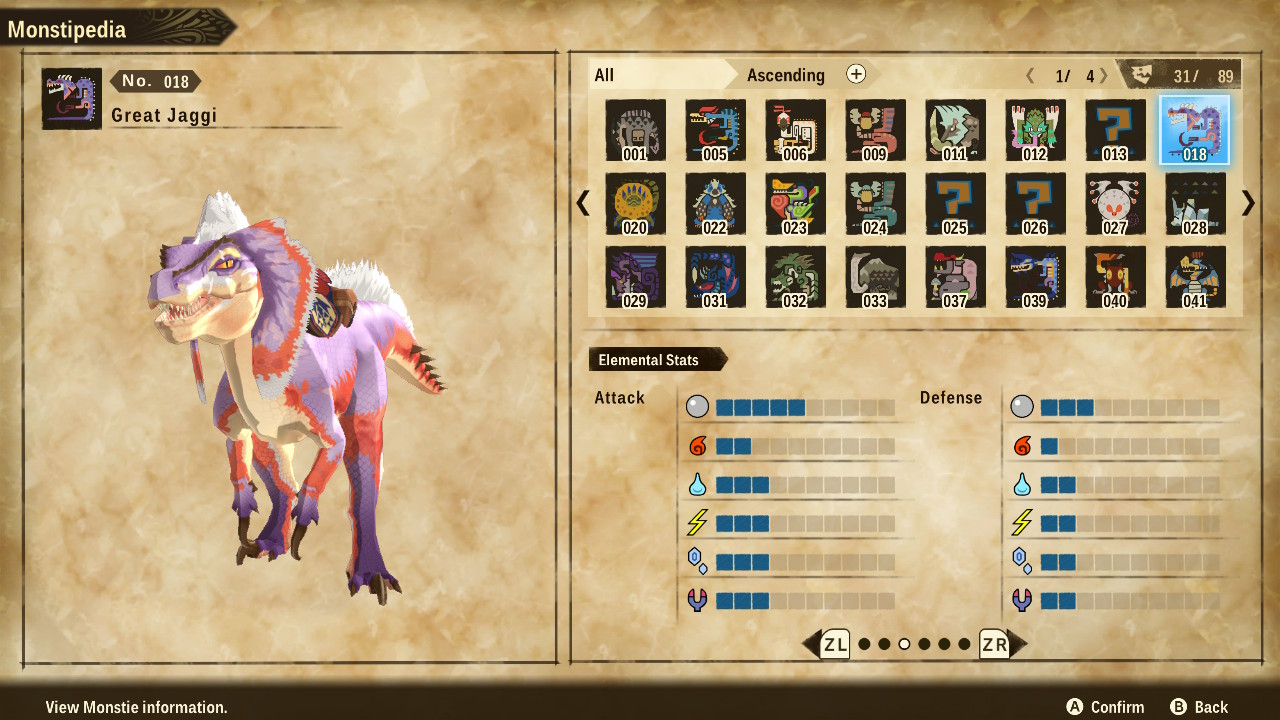 Monstipedia
No. 018
Great Jaggi
All
Ascending
1/ 4
31/ 89
001 005 006 009 011 012 013 018
020 022 023 024 025 026 027 028
029 031 032 033 037 039 040 041
Elemental Stats
Attack
Defense
ZL
ZR
View Monstie information.
A Confirm
B Back